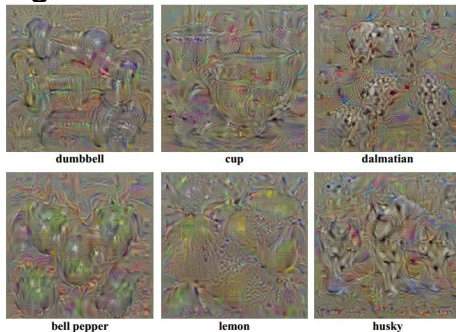 dumbbell
cup
dalmatian
bell pepper
lemon
husky